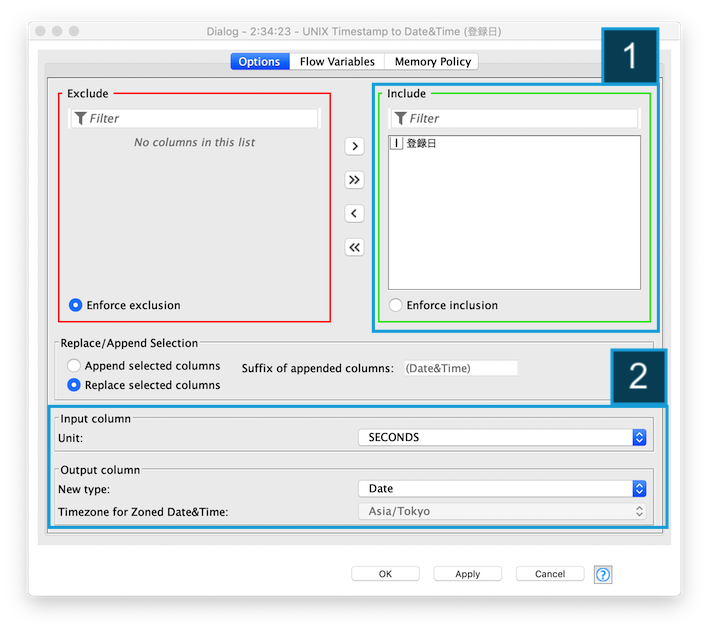 Dialog - 2:34:23 - UNIX Timestamp to Date&Time (登録日)
1
Options Flow Variables Memory Policy
Exclude
Include
Filter
Filter
No columns in this list
I 登録日
>
>>
<
<<
Enforce exclusion
Enforce inclusion
Replace/Append Selection
Append selected columns
Suffix of appended columns: (Date&Time)
Replace selected columns
2
Input column
Unit: SECONDS
Output column
New type: Date
Timezone for Zoned Date&Time: Asia/Tokyo
OK Apply Cancel ?